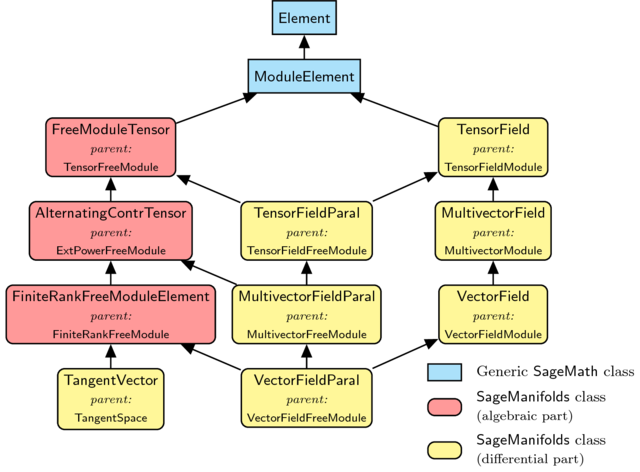 Element
ModuleElement
FreeModuleTensor
parent:
TensorFreeModule
TensorField
parent:
TensorFieldModule
AlternatingContrTensor
parent:
ExtPowerFreeModule
TensorFieldParal
parent:
TensorFieldFreeModule
MultivectorField
parent:
MultivectorModule
FiniteRankFreeModuleElement
parent:
FiniteRankFreeModule
MultivectorFieldParal
parent:
MultivectorFreeModule
VectorField
parent:
VectorFieldModule
TangentVector
parent:
TangentSpace
VectorFieldParal
parent:
VectorFieldFreeModule
Generic SageMath class
SageManifolds class
(algebraic part)
SageManifolds class
(differential part)